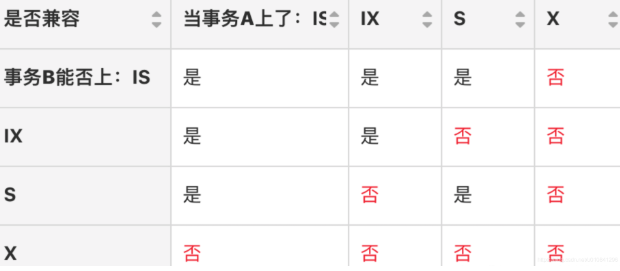 是否兼容 当事务A上了：IS IX S X
事务B能否上：IS 是 是 是 否
IX 是 是 否 否
S 是 否 是 否
X 否 否 否 否